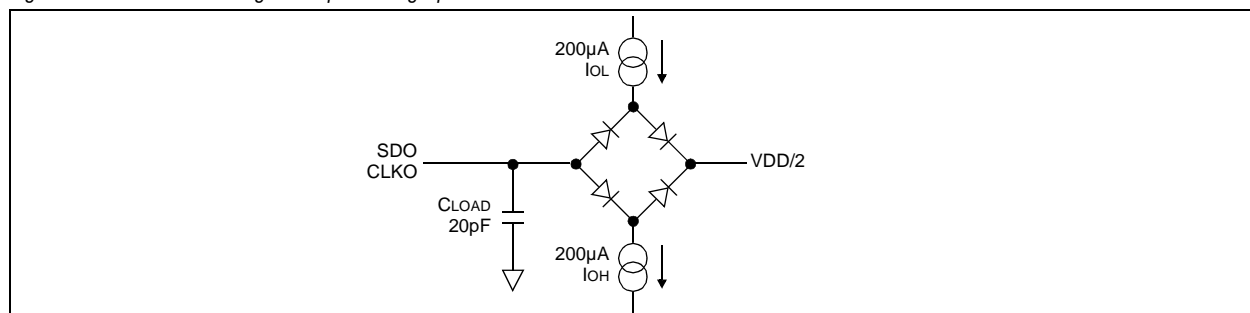 200µA
IOL
SDO
CLKO
VDD/2
CLOAD
20pF
200µA
IOH